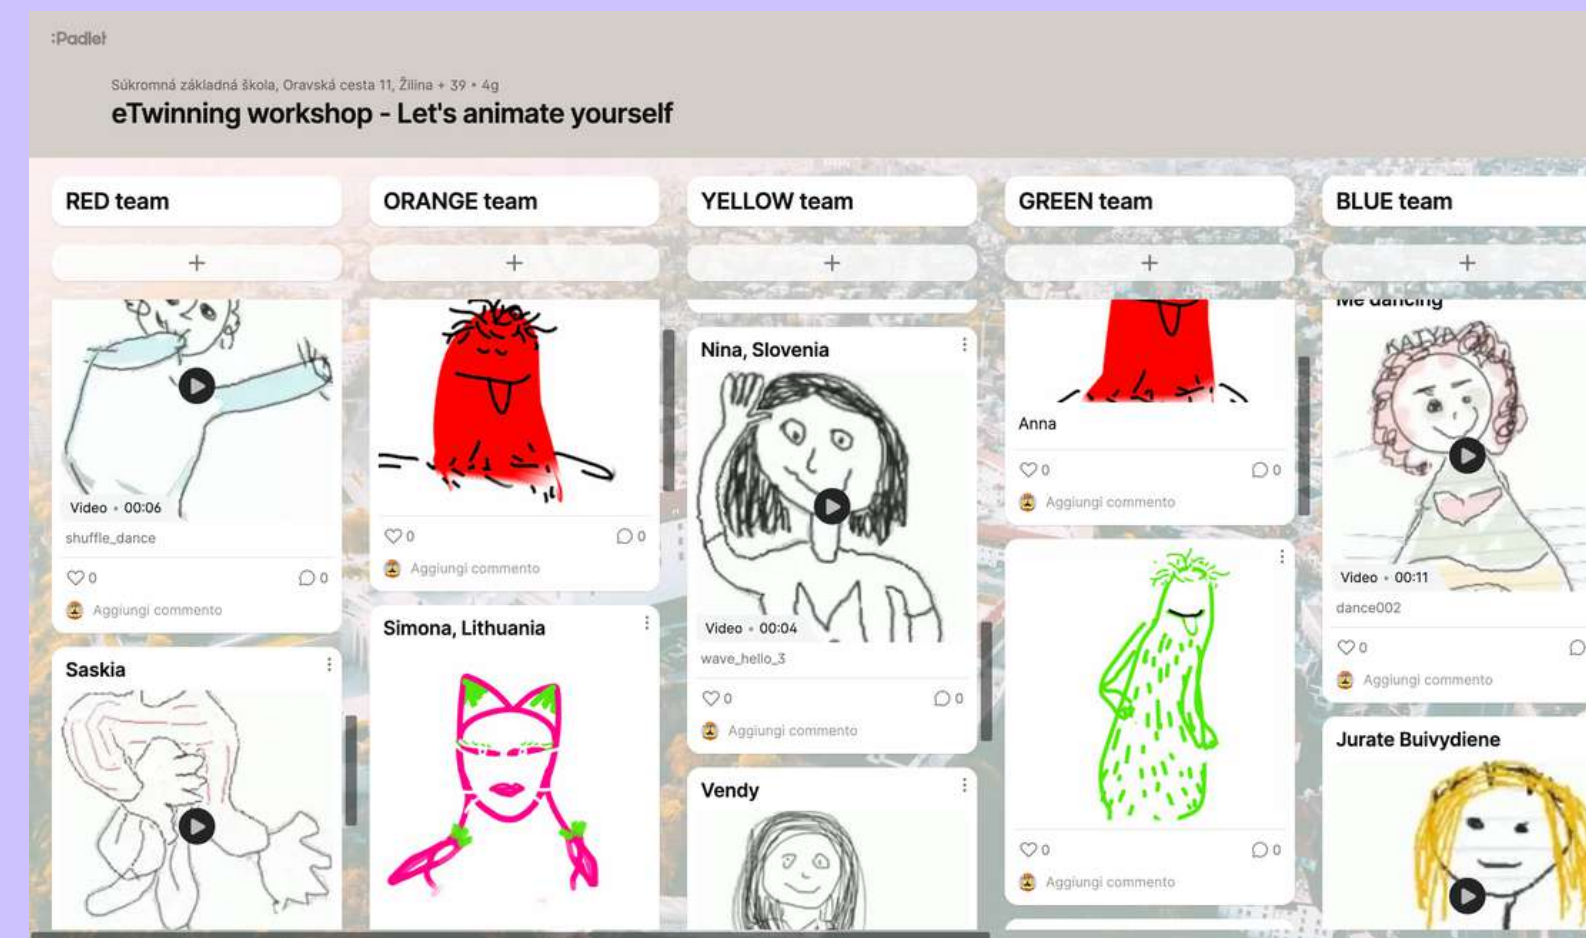 :Padlet
Súkromná základná škola, Oravská cesta 11, Žilina + 39 • 4g
eTwinning workshop - Let's animate yourself
RED team
+
Video • 00:06
shuffle_dance
0
0
Aggiungi commento
Saskia
ORANGE team
+
0
0
Aggiungi commento
Simona, Lithuania
YELLOW team
+
Nina, Slovenia
Video • 00:04
wave_hello_3
0
0
Aggiungi commento
Vendy
GREEN team
+
Anna
0
0
Aggiungi commento
0
0
Aggiungi commento
BLUE team
+
Me dancing
KATYA
Video • 00:11
dance002
0
Aggiungi commento
Jurate Buivydiene